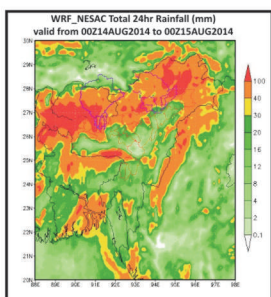 WRF_NESAC Total 24hr Rainfall (mm)
valid from 00Z14AUG2014 to 00Z15AUG2014
30N
29N
28N
27N
26N
25N
24N
23N
22N
21N
20N
88E 89E 90E 91E 92E 93E 94E 95E 96E 97E 98E
100
40
30
20
16
12
8
4
2
0.1